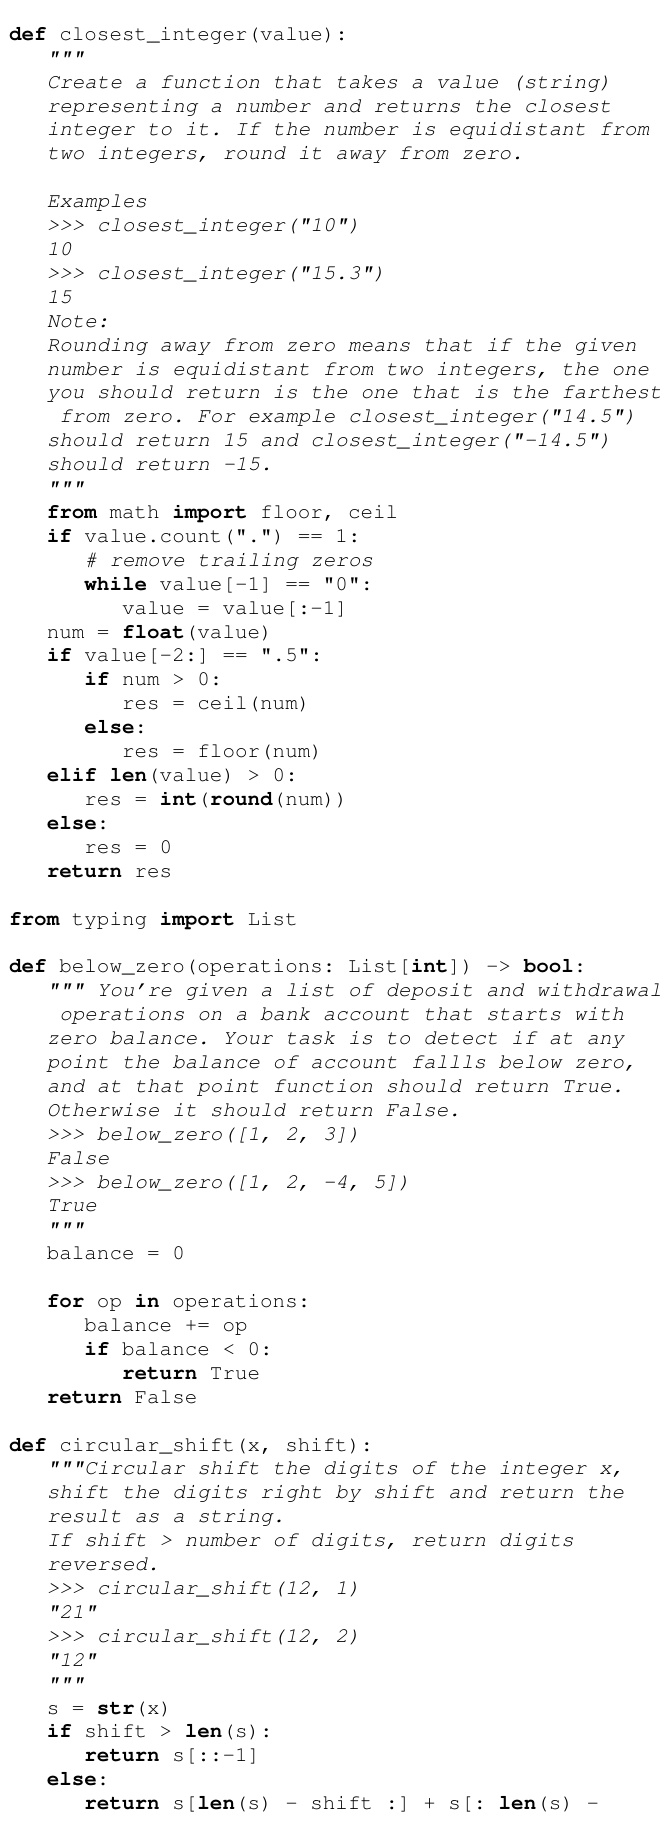 def closest_integer(value):
   """
   Create a function that takes a value (string)
   representing a number and returns the closest
   integer to it. If the number is equidistant from
   two integers, round it away from zero.

   Examples
   >>> closest_integer("10")
   10
   >>> closest_integer("15.3")
   15
   Note:
   Rounding away from zero means that if the given
   number is equidistant from two integers, the one
   you should return is the one that is the farthest
    from zero. For example closest_integer("14.5")
   should return 15 and closest_integer("-14.5")
   should return -15.
   """
   from math import floor, ceil
   if value.count(".") == 1:
      # remove trailing zeros
      while value[-1] == "0":
         value = value[:-1]
   num = float(value)
   if value[-2:] == ".5":
      if num > 0:
         res = ceil(num)
      else:
         res = floor(num)
   elif len(value) > 0:
      res = int(round(num))
   else:
      res = 0
   return res

from typing import List

def below_zero(operations: List[int]) -> bool:
   """ You're given a list of deposit and withdrawal
    operations on a bank account that starts with
   zero balance. Your task is to detect if at any
   point the balance of account fallls below zero,
   and at that point function should return True.
   Otherwise it should return False.
   >>> below_zero([1, 2, 3])
   False
   >>> below_zero([1, 2, -4, 5])
   True
   """
   balance = 0

   for op in operations:
      balance += op
      if balance < 0:
         return True
   return False

def circular_shift(x, shift):
   """Circular shift the digits of the integer x,
   shift the digits right by shift and return the
   result as a string.
   If shift > number of digits, return digits
   reversed.
   >>> circular_shift(12, 1)
   "21"
   >>> circular_shift(12, 2)
   "12"
   """
   s = str(x)
   if shift > len(s):
      return s[::-1]
   else:
      return s[len(s) - shift :] + s[: len(s) -